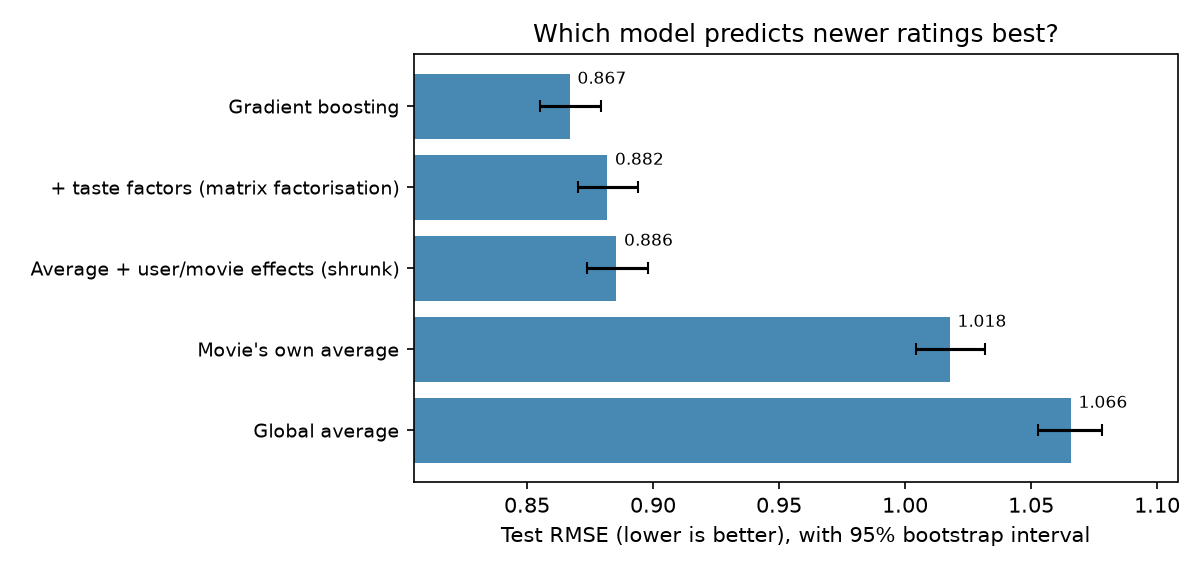 Which model predicts newer ratings best?
Gradient boosting
0.867
+ taste factors (matrix factorisation)
0.882
Average + user/movie effects (shrunk)
0.886
Movie's own average
1.018
Global average
1.066
0.85 0.90 0.95 1.00 1.05 1.10
Test RMSE (lower is better), with 95% bootstrap interval